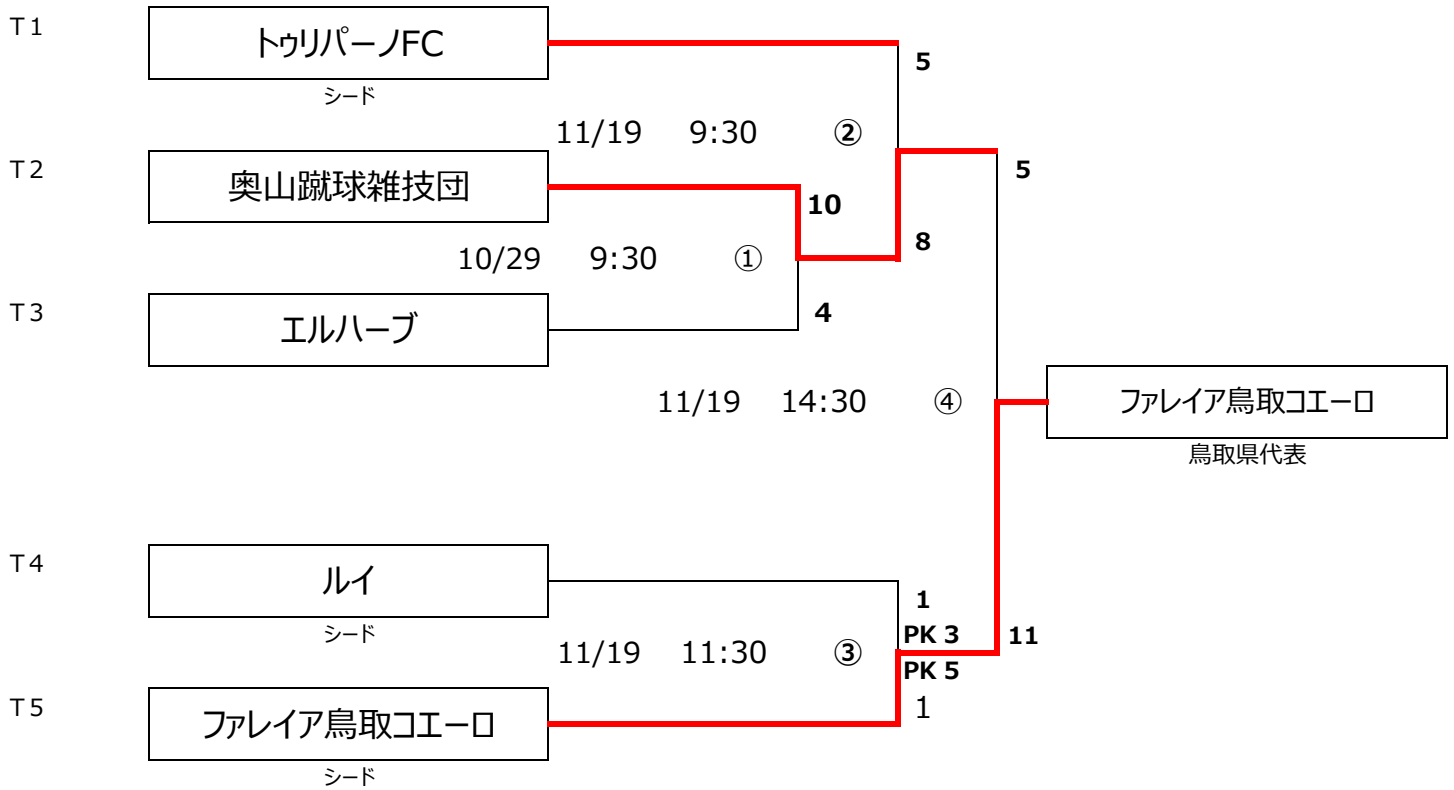 T1
トゥリパーノFC
5
シード
11/19 9:30 ②
T2
奥山蹴球雑技団
5
10
8
10/29 9:30 ①
T3
エルハーブ
4
11/19 14:30 ④
ファレイア鳥取コエーロ
鳥取県代表
T4
ルイ
1
シード
PK 3
11
11/19 11:30 ③
PK 5
T5
ファレイア鳥取コエーロ
1
シード